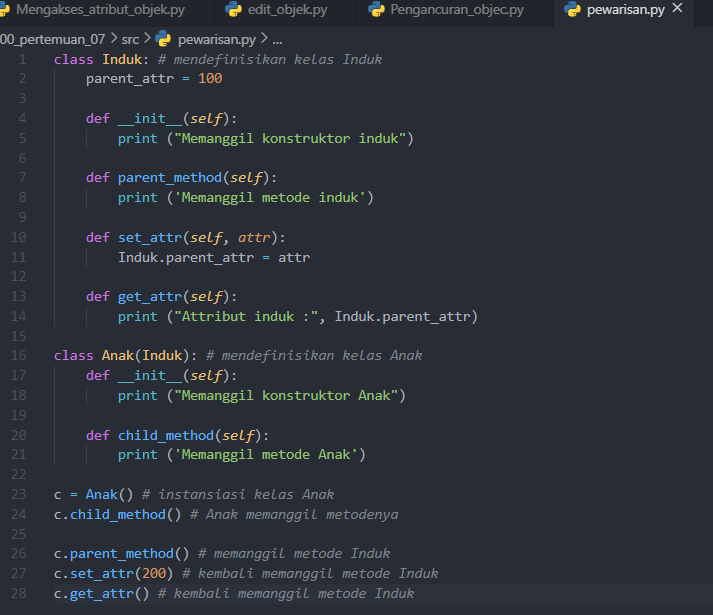 Mengakses_atribut_objek.py edit_objek.py Pengancuran_objec.py pewarisan.py ✕
00_pertemuan_07 > src > pewarisan.py > ...
1 class Induk: # mendefinisikan kelas Induk
2     parent_attr = 100
3
4     def __init__(self):
5         print ("Memanggil konstruktor induk")
6
7     def parent_method(self):
8         print ('Memanggil metode induk')
9
10     def set_attr(self, attr):
11         Induk.parent_attr = attr
12
13     def get_attr(self):
14         print ("Attribut induk :", Induk.parent_attr)
15
16 class Anak(Induk): # mendefinisikan kelas Anak
17     def __init__(self):
18         print ("Memanggil konstruktor Anak")
19
20     def child_method(self):
21         print ('Memanggil metode Anak')
22
23 c = Anak() # instansiasi kelas Anak
24 c.child_method() # Anak memanggil metodenya
25
26 c.parent_method() # memanggil metode Induk
27 c.set_attr(200) # kembali memanggil metode Induk
28 c.get_attr() # kembali memanggil metode Induk